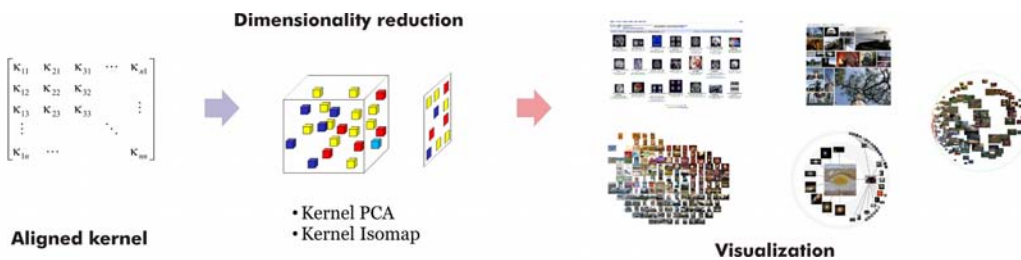 Dimensionality reduction
κ11 κ21 κ31 ⋯ κn1
κ12 κ22 κ32
κ13 κ23 κ33 ⋮
⋮ ⋱
κ1n ⋯ κnn
• Kernel PCA
• Kernel Isomap
Aligned kernel
Visualization